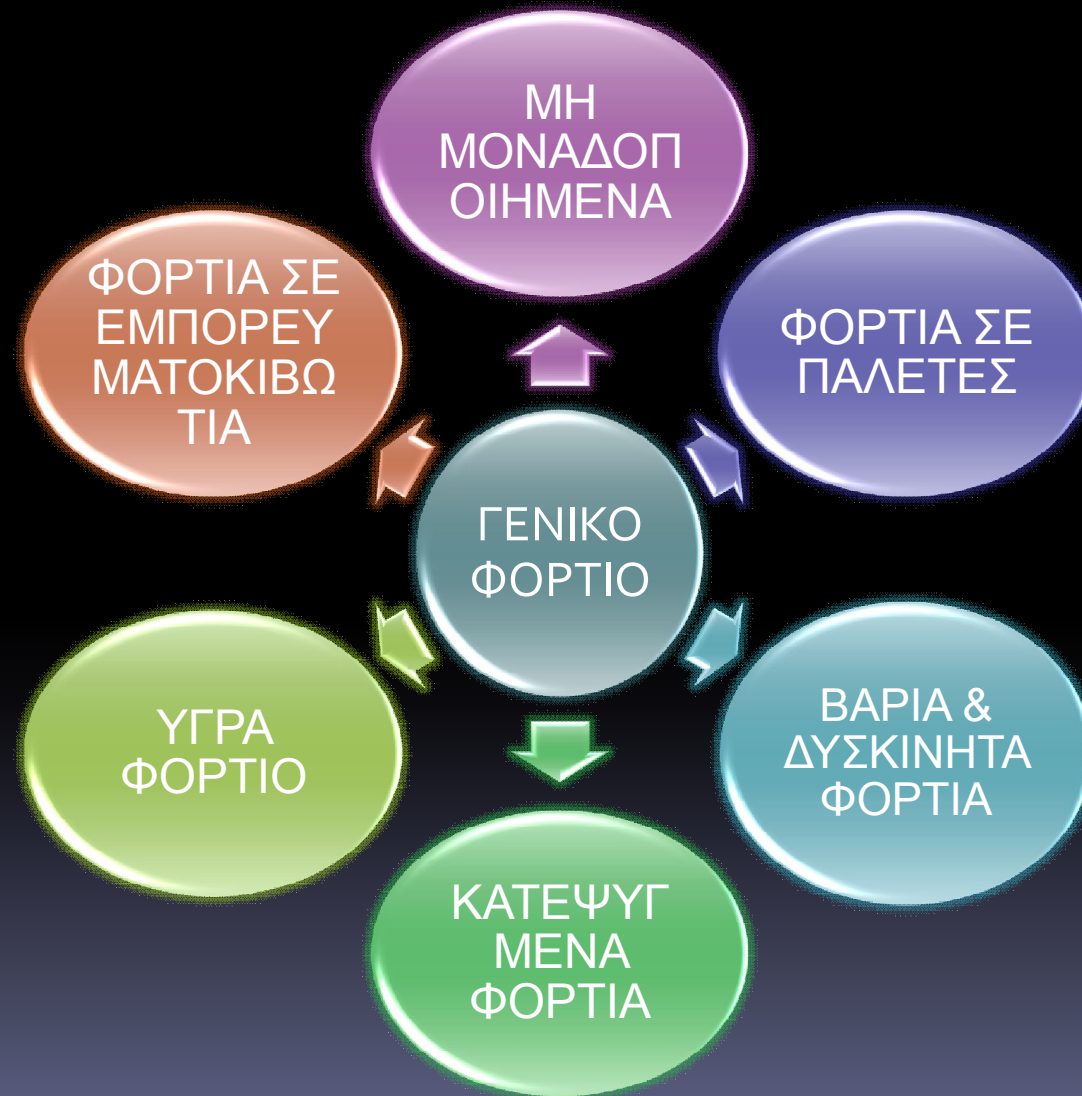 ΜΗ
ΜΟΝΑΔΟΠ
ΟΙΗΜΕΝΑ
ΦΟΡΤΙΑ ΣΕ
ΠΑΛΕΤΕΣ
ΒΑΡΙΑ &
ΔΥΣΚΙΝΗΤΑ
ΦΟΡΤΙΑ
ΚΑΤΕΨΥΓ
ΜΕΝΑ
ΦΟΡΤΙΑ
ΥΓΡΑ
ΦΟΡΤΙΟ
ΦΟΡΤΙΑ ΣΕ
ΕΜΠΟΡΕΥ
ΜΑΤΟΚΙΒΩ
ΤΙΑ
ΓΕΝΙΚΟ
ΦΟΡΤΙΟ